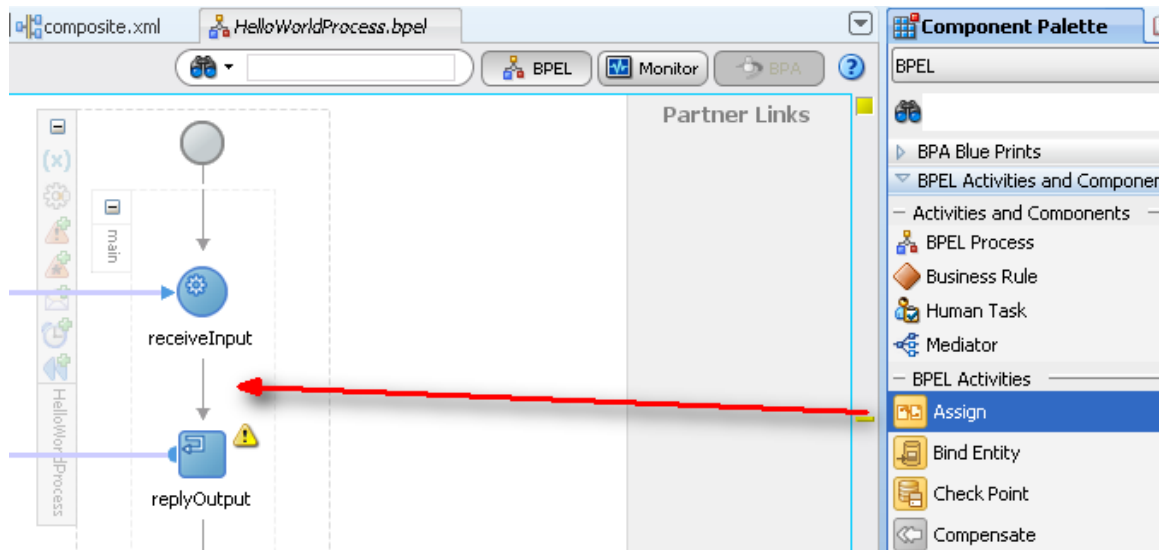 composite.xml
HelloWorldProcess.bpel
BPEL
Monitor
BPA
Partner Links
main
receiveInput
replyOutput
HelloWorldProcess
Component Palette
BPEL
BPA Blue Prints
BPEL Activities and Componen
Activities and Components
BPEL Process
Business Rule
Human Task
Mediator
BPEL Activities
Assign
Bind Entity
Check Point
Compensate